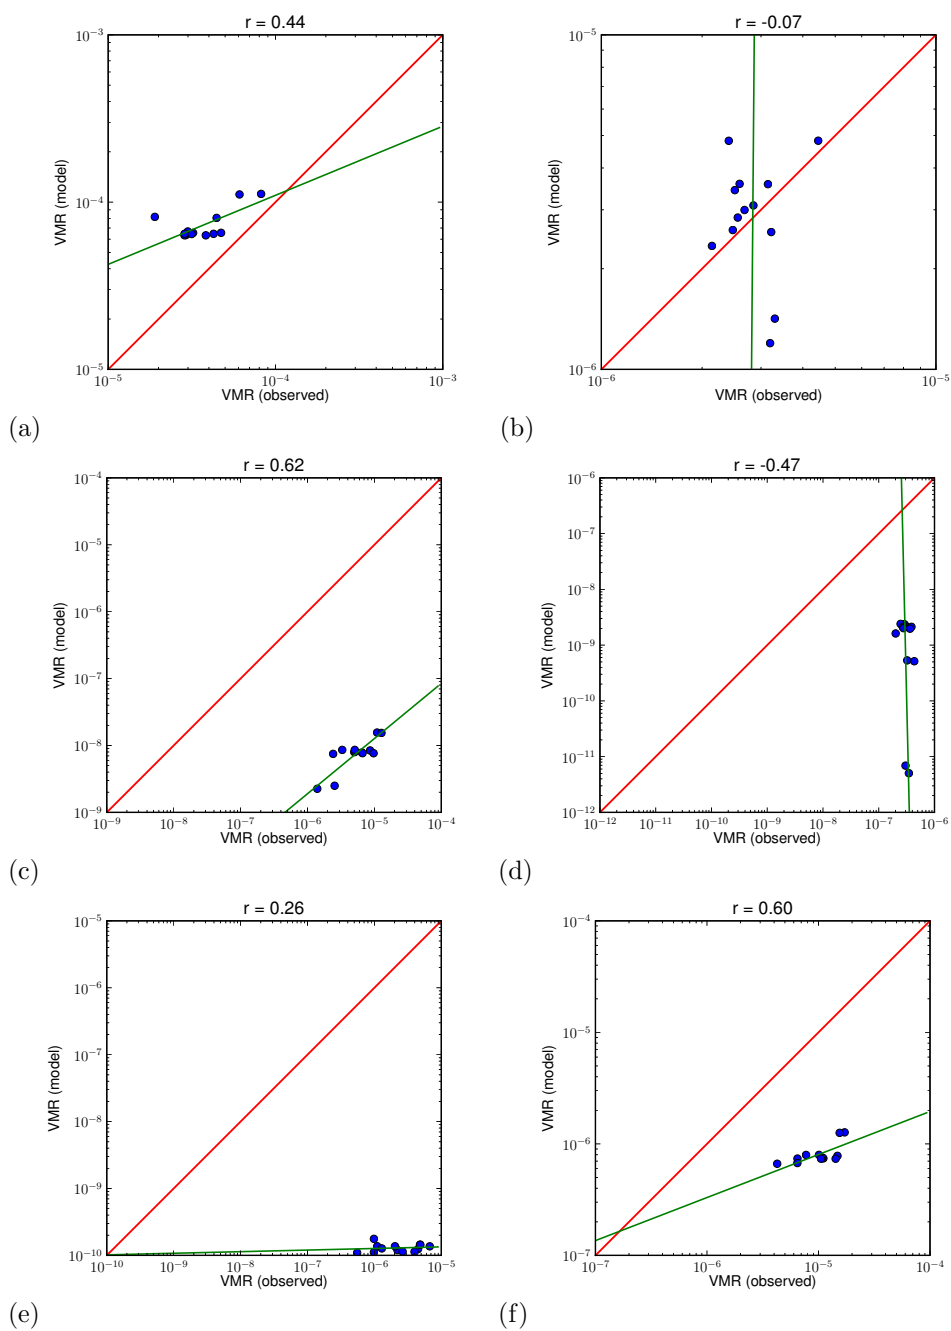 r = 0.44
r = -0.07
10⁻³
10⁻⁴
10⁻⁵
VMR (model)
10⁻⁵
10⁻⁴
10⁻³
VMR (observed)
10⁻⁵
10⁻⁶
VMR (model)
10⁻⁶
10⁻⁵
VMR (observed)
(a)
(b)
r = 0.62
r = -0.47
10⁻⁴
10⁻⁵
10⁻⁶
10⁻⁷
10⁻⁸
10⁻⁹
VMR (model)
10⁻⁹
10⁻⁸
10⁻⁷
10⁻⁶
10⁻⁵
10⁻⁴
VMR (observed)
10⁻⁶
10⁻⁷
10⁻⁸
10⁻⁹
10⁻¹⁰
10⁻¹¹
10⁻¹²
VMR (model)
10⁻¹²
10⁻¹¹
10⁻¹⁰
10⁻⁹
10⁻⁸
10⁻⁷
10⁻⁶
VMR (observed)
(c)
(d)
r = 0.26
r = 0.60
10⁻⁵
10⁻⁶
10⁻⁷
10⁻⁸
10⁻⁹
10⁻¹⁰
VMR (model)
10⁻¹⁰
10⁻⁹
10⁻⁸
10⁻⁷
10⁻⁶
10⁻⁵
VMR (observed)
10⁻⁴
10⁻⁵
10⁻⁶
10⁻⁷
VMR (model)
10⁻⁷
10⁻⁶
10⁻⁵
10⁻⁴
VMR (observed)
(e)
(f)